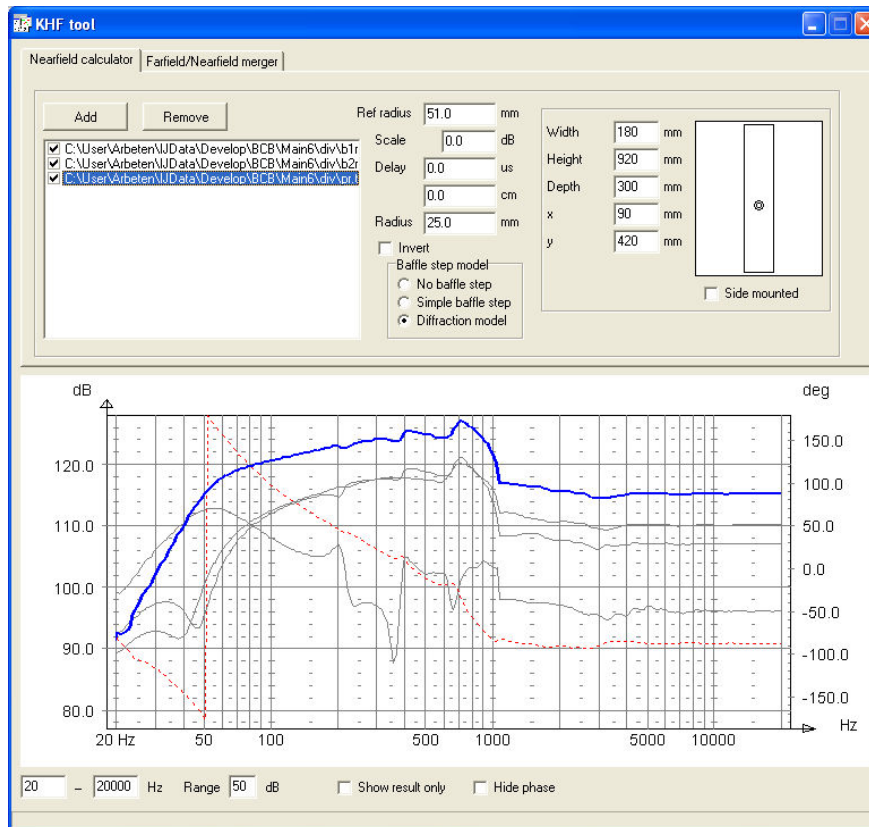 KHF tool
Nearfield calculator Farfield/Nearfield merger
Add Remove
C:\User\Arbeten\IJData\Develop\BCB\Main6\div\b1r
C:\User\Arbeten\IJData\Develop\BCB\Main6\div\b2r
C:\User\Arbeten\IJData\Develop\BCB\Main6\div\pr.
Ref radius 51.0 mm
Scale 0.0 dB
Delay 0.0 us
0.0 cm
Radius 25.0 mm
Invert
Baffle step model
No baffle step
Simple baffle step
Diffraction model
Width 180 mm
Height 920 mm
Depth 300 mm
x 90 mm
y 420 mm
Side mounted
dB deg
150.0
120.0
100.0
110.0 50.0
0.0
100.0
-50.0
90.0
-100.0
80.0 -150.0
20 Hz 50 100 500 1000 5000 10000 Hz
20 – 20000 Hz Range 50 dB Show result only Hide phase